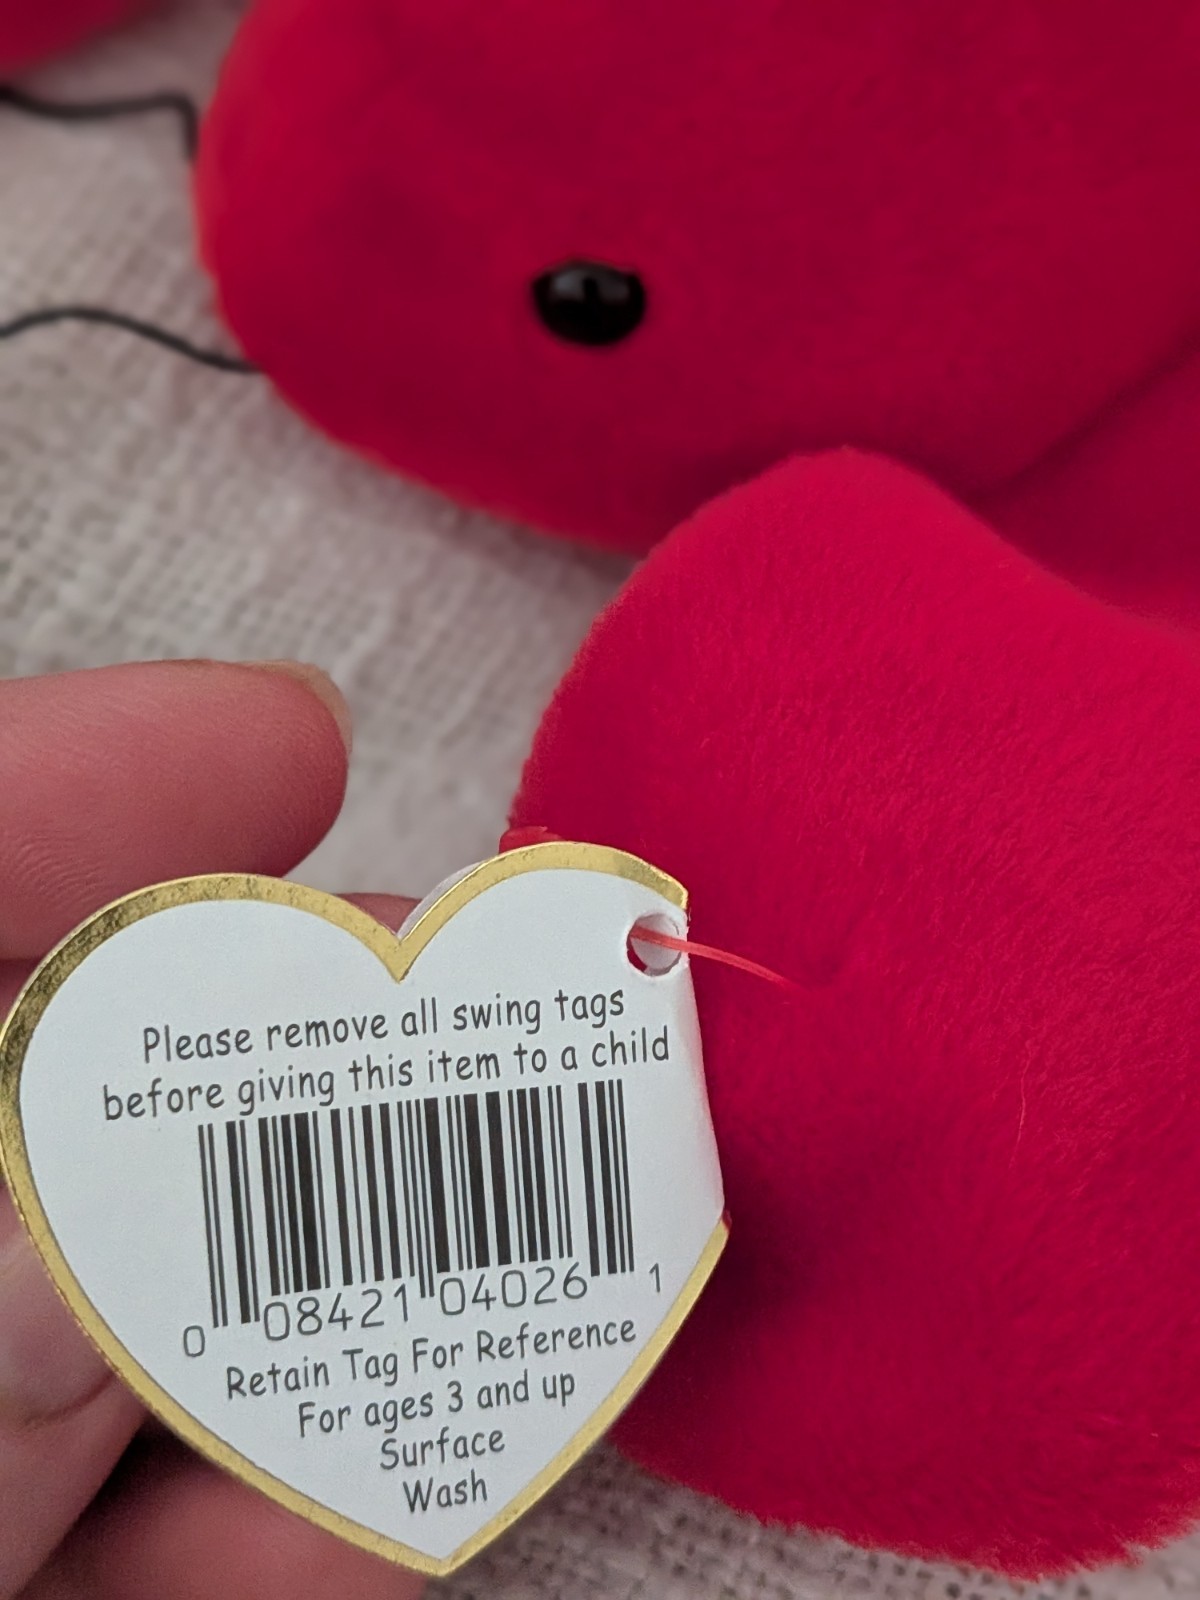 Please remove all swing tags
before giving this item to a child
0 08421 04026 1
Retain Tag For Reference
For ages 3 and up
Surface
Wash